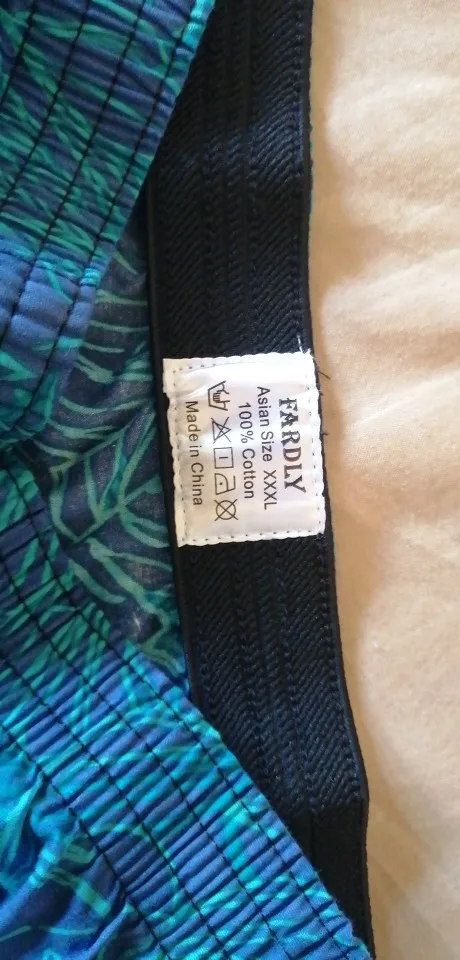 FARDLY
Asian Size XXXL
100% Cotton
Made in China